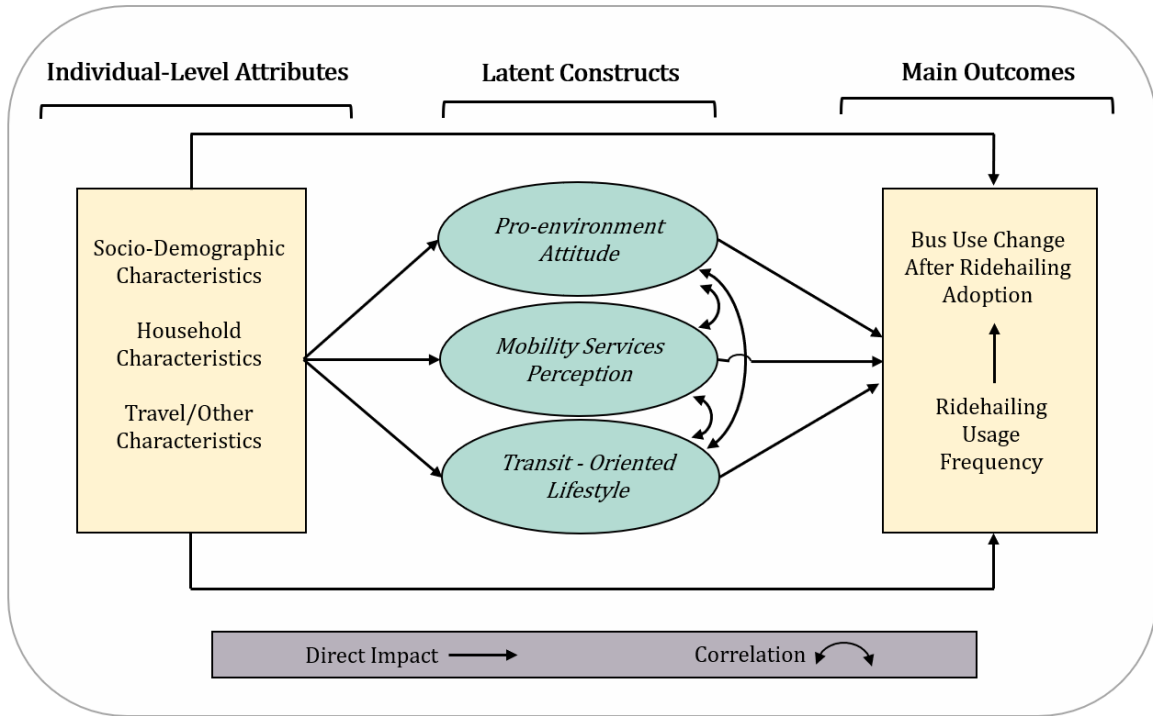 Individual-Level Attributes
Latent Constructs
Main Outcomes
Socio-Demographic
Characteristics
Household
Characteristics
Travel/Other
Characteristics
Pro-environment
Attitude
Mobility Services
Perception
Transit - Oriented
Lifestyle
Bus Use Change
After Ridehailing
Adoption
Ridehailing
Usage
Frequency
Direct Impact
Correlation